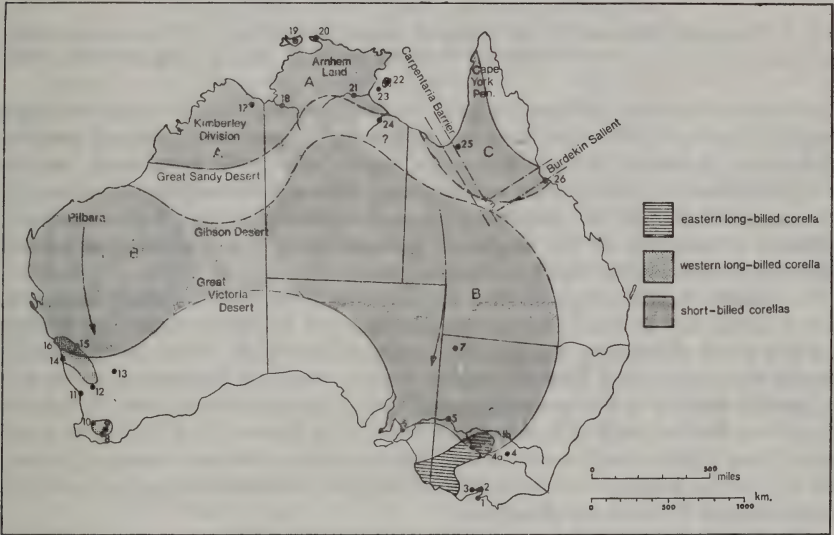 19
20
Arnhem
Land
A
22
23
21
Carpentaria Barrier
Cape
York
Pen.
17
18
Kimberley
Division
A
24
?
25
C
Burdekin Salient
26
Great Sandy Desert
Pilbara
Gibson Desert
B
eastern long-billed corella
western long-billed corella
short-billed corellas
Great
Victoria
Desert
B
16
15
14
13
7
12
11
10
5
6
4a
4
3
2
1
0
500
miles
km.
0
500
1000